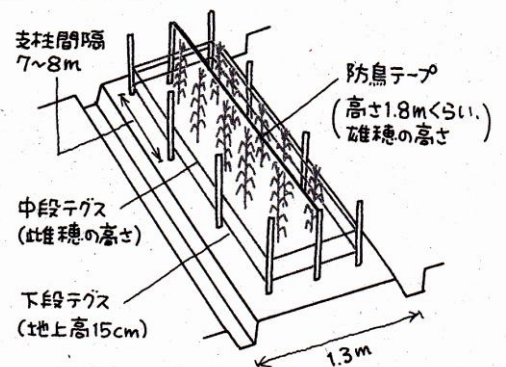 支柱間隔
7〜8m
防鳥テープ
(高さ1.8mくらい、
雄穂の高さ)
中段テグス
(雌穂の高さ)
下段テグス
(地上高15cm)
1.3m